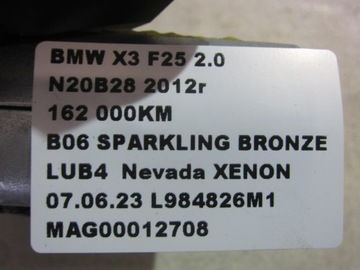 BMW X3 F25 2.0
N20B28 2012r
162 000KM
B06 SPARKLING BRONZE
LUB4 Nevada XENON
07.06.23 L984826M1
MAG00012708